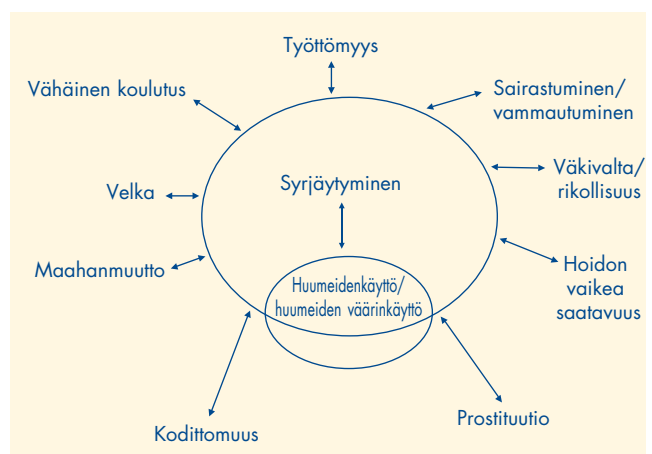 Työttömyys
Vähäinen koulutus
Sairastuminen/
vammautuminen
Väkivalta/
rikollisuus
Velka
Syrjäytyminen
Maahanmuutto
Hoidon
vaikea
saatavuus
Huumeidenkäyttö/
huumeiden väärinkäyttö
Prostituutio
Kodittomuus